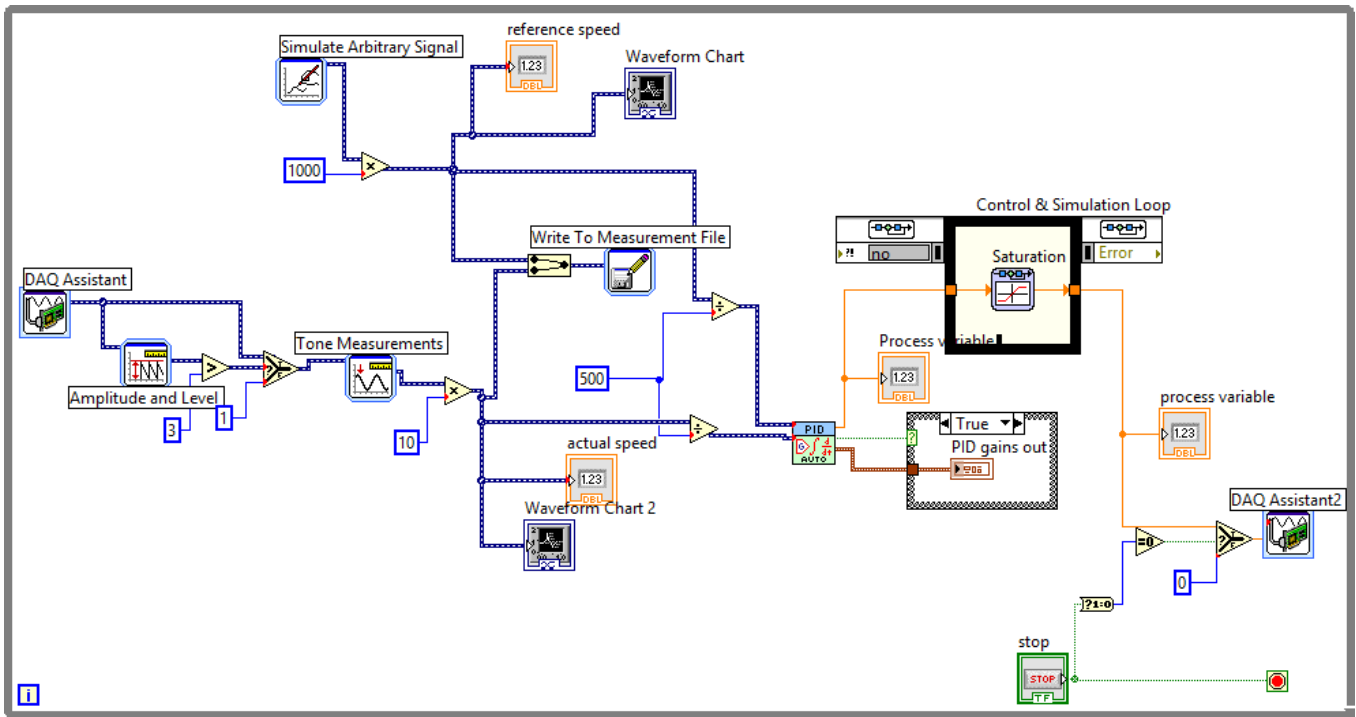 reference speed
Simulate Arbitrary Signal
Waveform Chart
1.23
DBL
1000
×
Control & Simulation Loop
Write To Measurement File
no
Error
Saturation
DAQ Assistant
Tone Measurements
÷
Process variable
>
?
F
×
500
1.23
DBL
Amplitude and Level
3
1
10
÷
PID
AUTO
True
?
PID gains out
process variable
1.23
DBL
actual speed
1.23
DBL
Waveform Chart 2
DAQ Assistant2
=0
?
F
0
?1:0
stop
STOP
TF
i